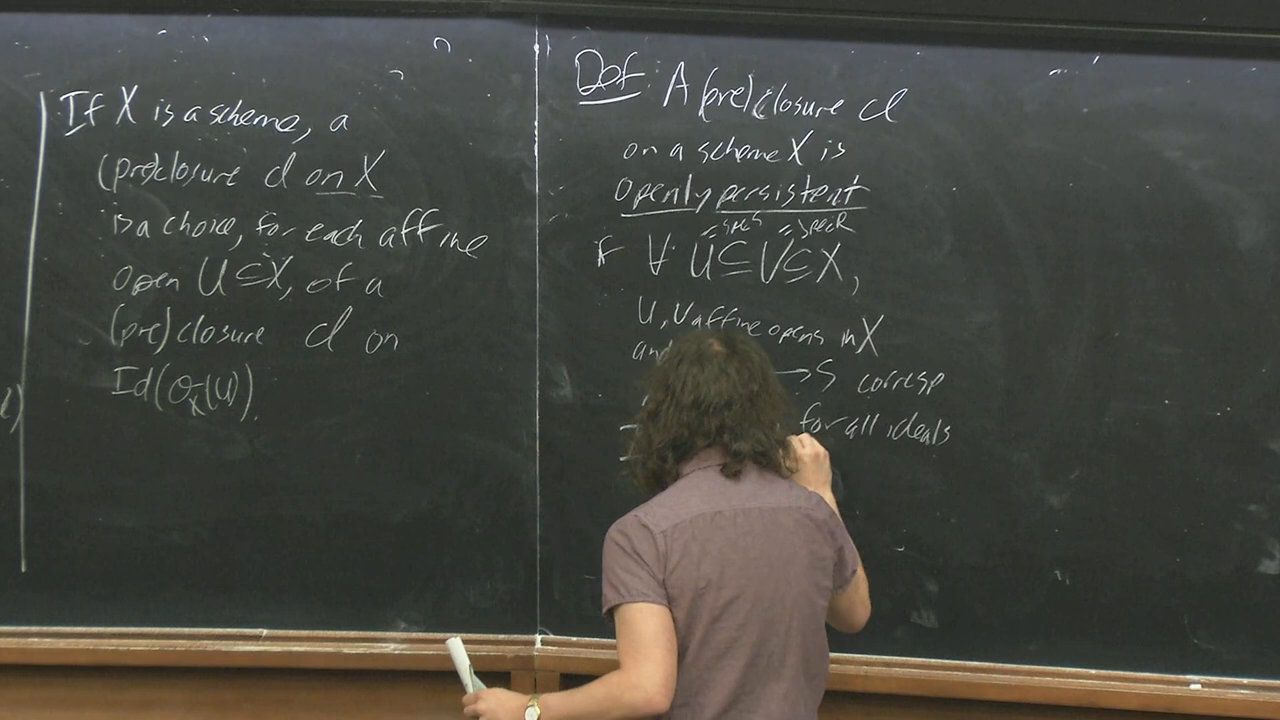 If X is a scheme, a
(pre)closure cl on X
is a choice, for each affine
open U ⊆ X, of a
(pre)closure cl on
Id(O_X(U)).
Def: A (pre)closure cl
on a scheme X is
openly persistent
= Spec S = Spec R
if ∀ U ⊆ V ⊆ X,
U, V affine opens in X
and → S corresp
for all ideals